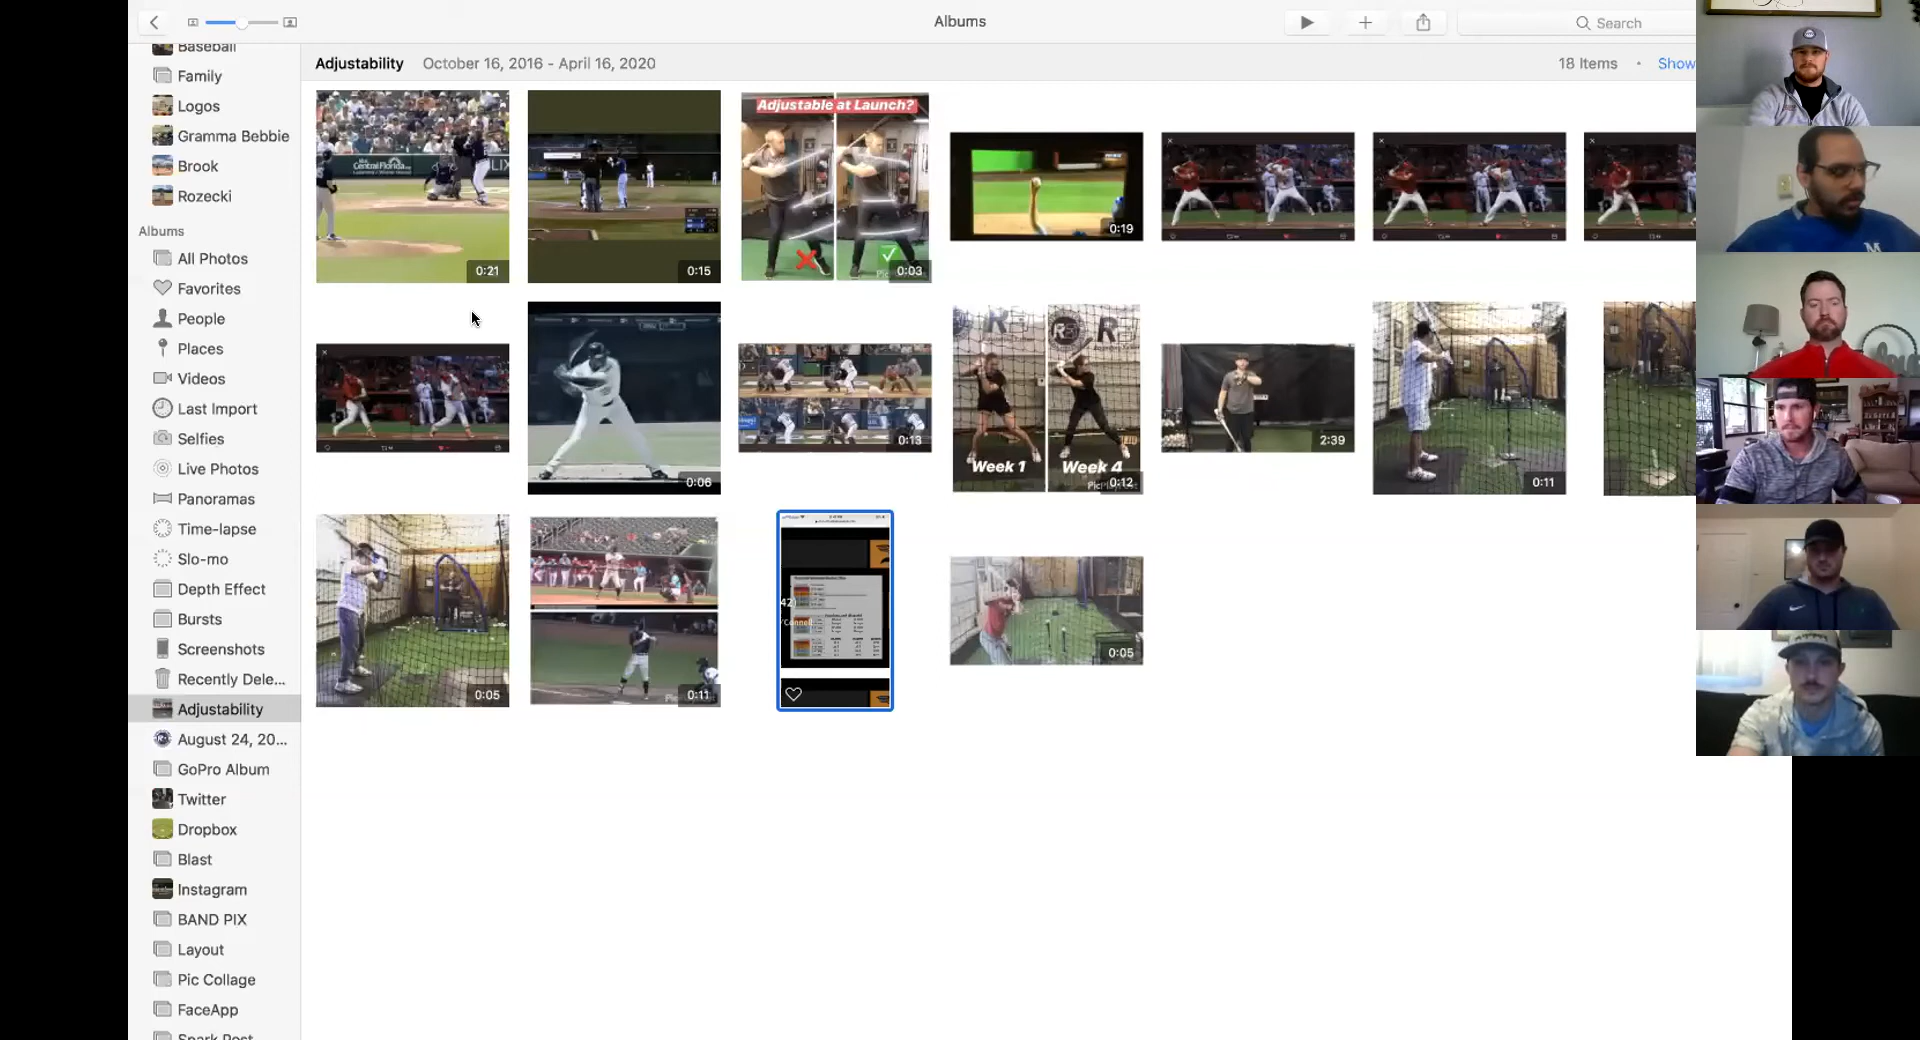 Albums
Search
Baseball
Family
Logos
Gramma Bebbie
Brook
Rozecki
Albums
All Photos
Favorites
People
Places
Videos
Last Import
Selfies
Live Photos
Panoramas
Time-lapse
Slo-mo
Depth Effect
Bursts
Screenshots
Recently Dele...
Adjustability
August 24, 20...
GoPro Album
Twitter
Dropbox
Blast
Instagram
BAND PIX
Layout
Pic Collage
FaceApp
Spark Post
Adjustability October 16, 2016 - April 16, 2020
18 Items • Show
Central Florida
0:21
0:15
Adjustable at Launch?
0:03
0:19
0:06
0:13
Week 1
Week 4
0:12
2:39
0:11
0:05
0:11
0:05